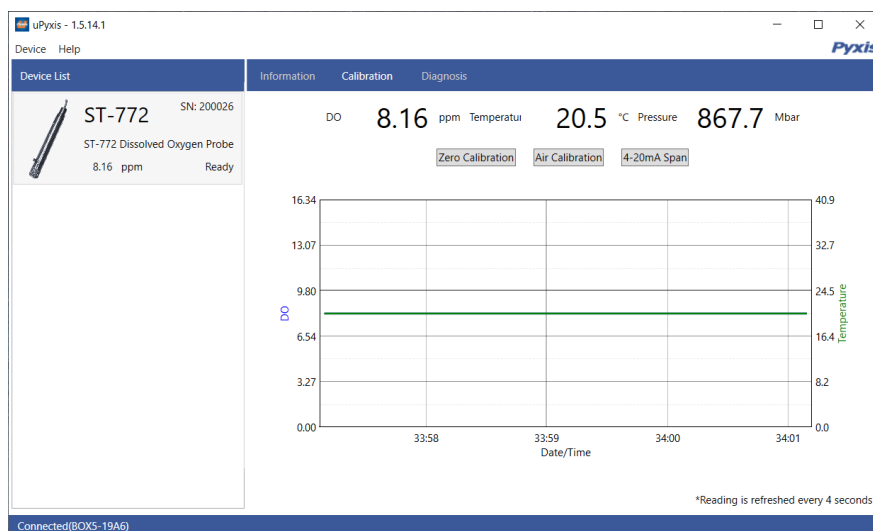 uPyxis - 1.5.14.1
Device Help
Pyxis
Device List
Information Calibration Diagnosis
ST-772
SN: 200026
ST-772 Dissolved Oxygen Probe
8.16 ppm Ready
DO 8.16 ppm Temperatur 20.5 °C Pressure 867.7 Mbar
Zero Calibration Air Calibration 4-20mA Span
16.34 40.9
13.07 32.7
9.80 24.5
DO
Temperature
6.54 16.4
3.27 8.2
0.00 0.0
33:58 33:59 34:00 34:01
Date/Time
*Reading is refreshed every 4 seconds
Connected(BOX5-19A6)